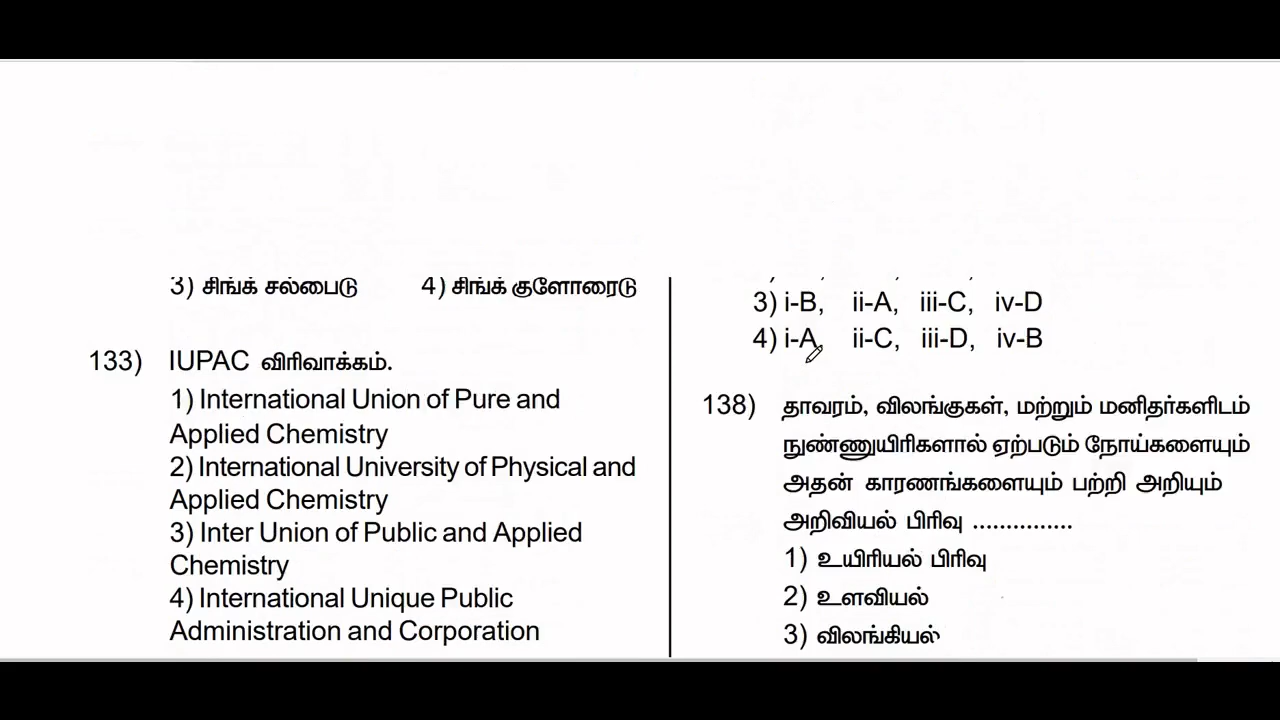 3) சிங்க் சல்பைடு 4) சிங்க் குளோரைடு
133) IUPAC விரிவாக்கம்.
1) International Union of Pure and
Applied Chemistry
2) International University of Physical and
Applied Chemistry
3) Inter Union of Public and Applied
Chemistry
4) International Unique Public
Administration and Corporation
3) i-B, ii-A, iii-C, iv-D
4) i-A, ii-C, iii-D, iv-B
138) தாவரம், விலங்குகள், மற்றும் மனிதர்களிடம்
நுண்ணுயிரிகளால் ஏற்படும் நோய்களையும்
அதன் காரணங்களையும் பற்றி அறியும்
அறிவியல் பிரிவு ...............
1) உயிரியல் பிரிவு
2) உளவியல்
3) விலங்கியல்